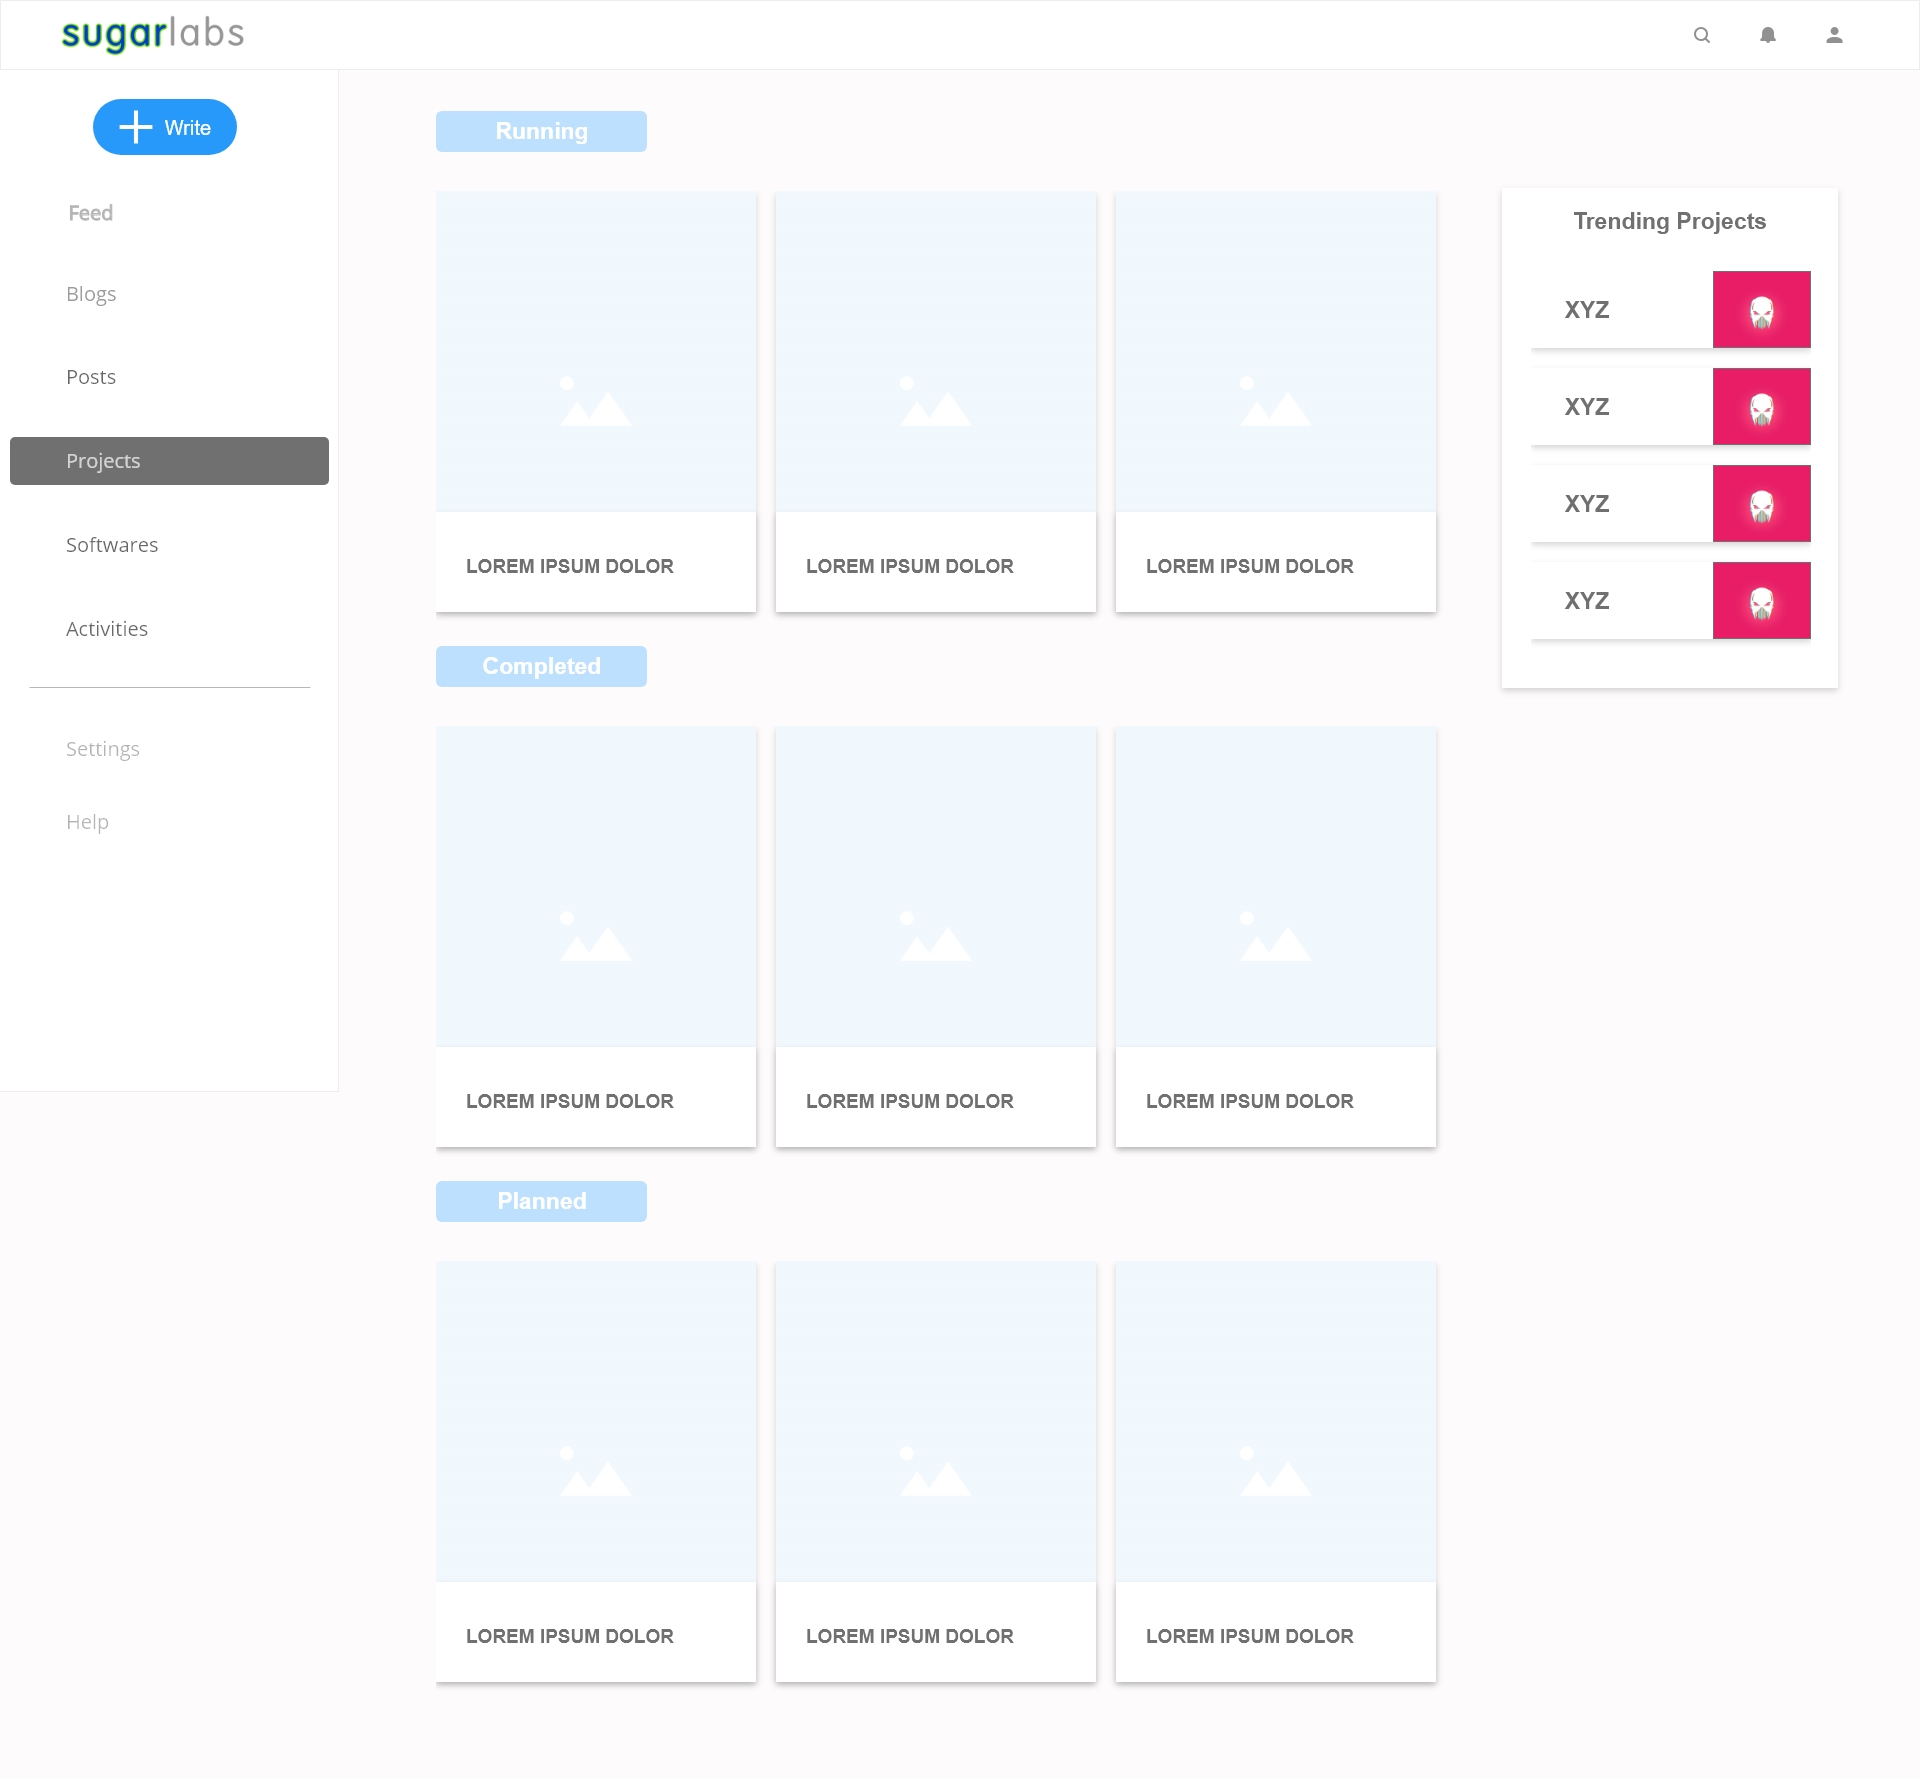 sugarlabs
Write
Feed
Blogs
Posts
Projects
Softwares
Activities
Settings
Help
Running
LOREM IPSUM DOLOR
LOREM IPSUM DOLOR
LOREM IPSUM DOLOR
Completed
LOREM IPSUM DOLOR
LOREM IPSUM DOLOR
LOREM IPSUM DOLOR
Planned
LOREM IPSUM DOLOR
LOREM IPSUM DOLOR
LOREM IPSUM DOLOR
Trending Projects
XYZ
XYZ
XYZ
XYZ